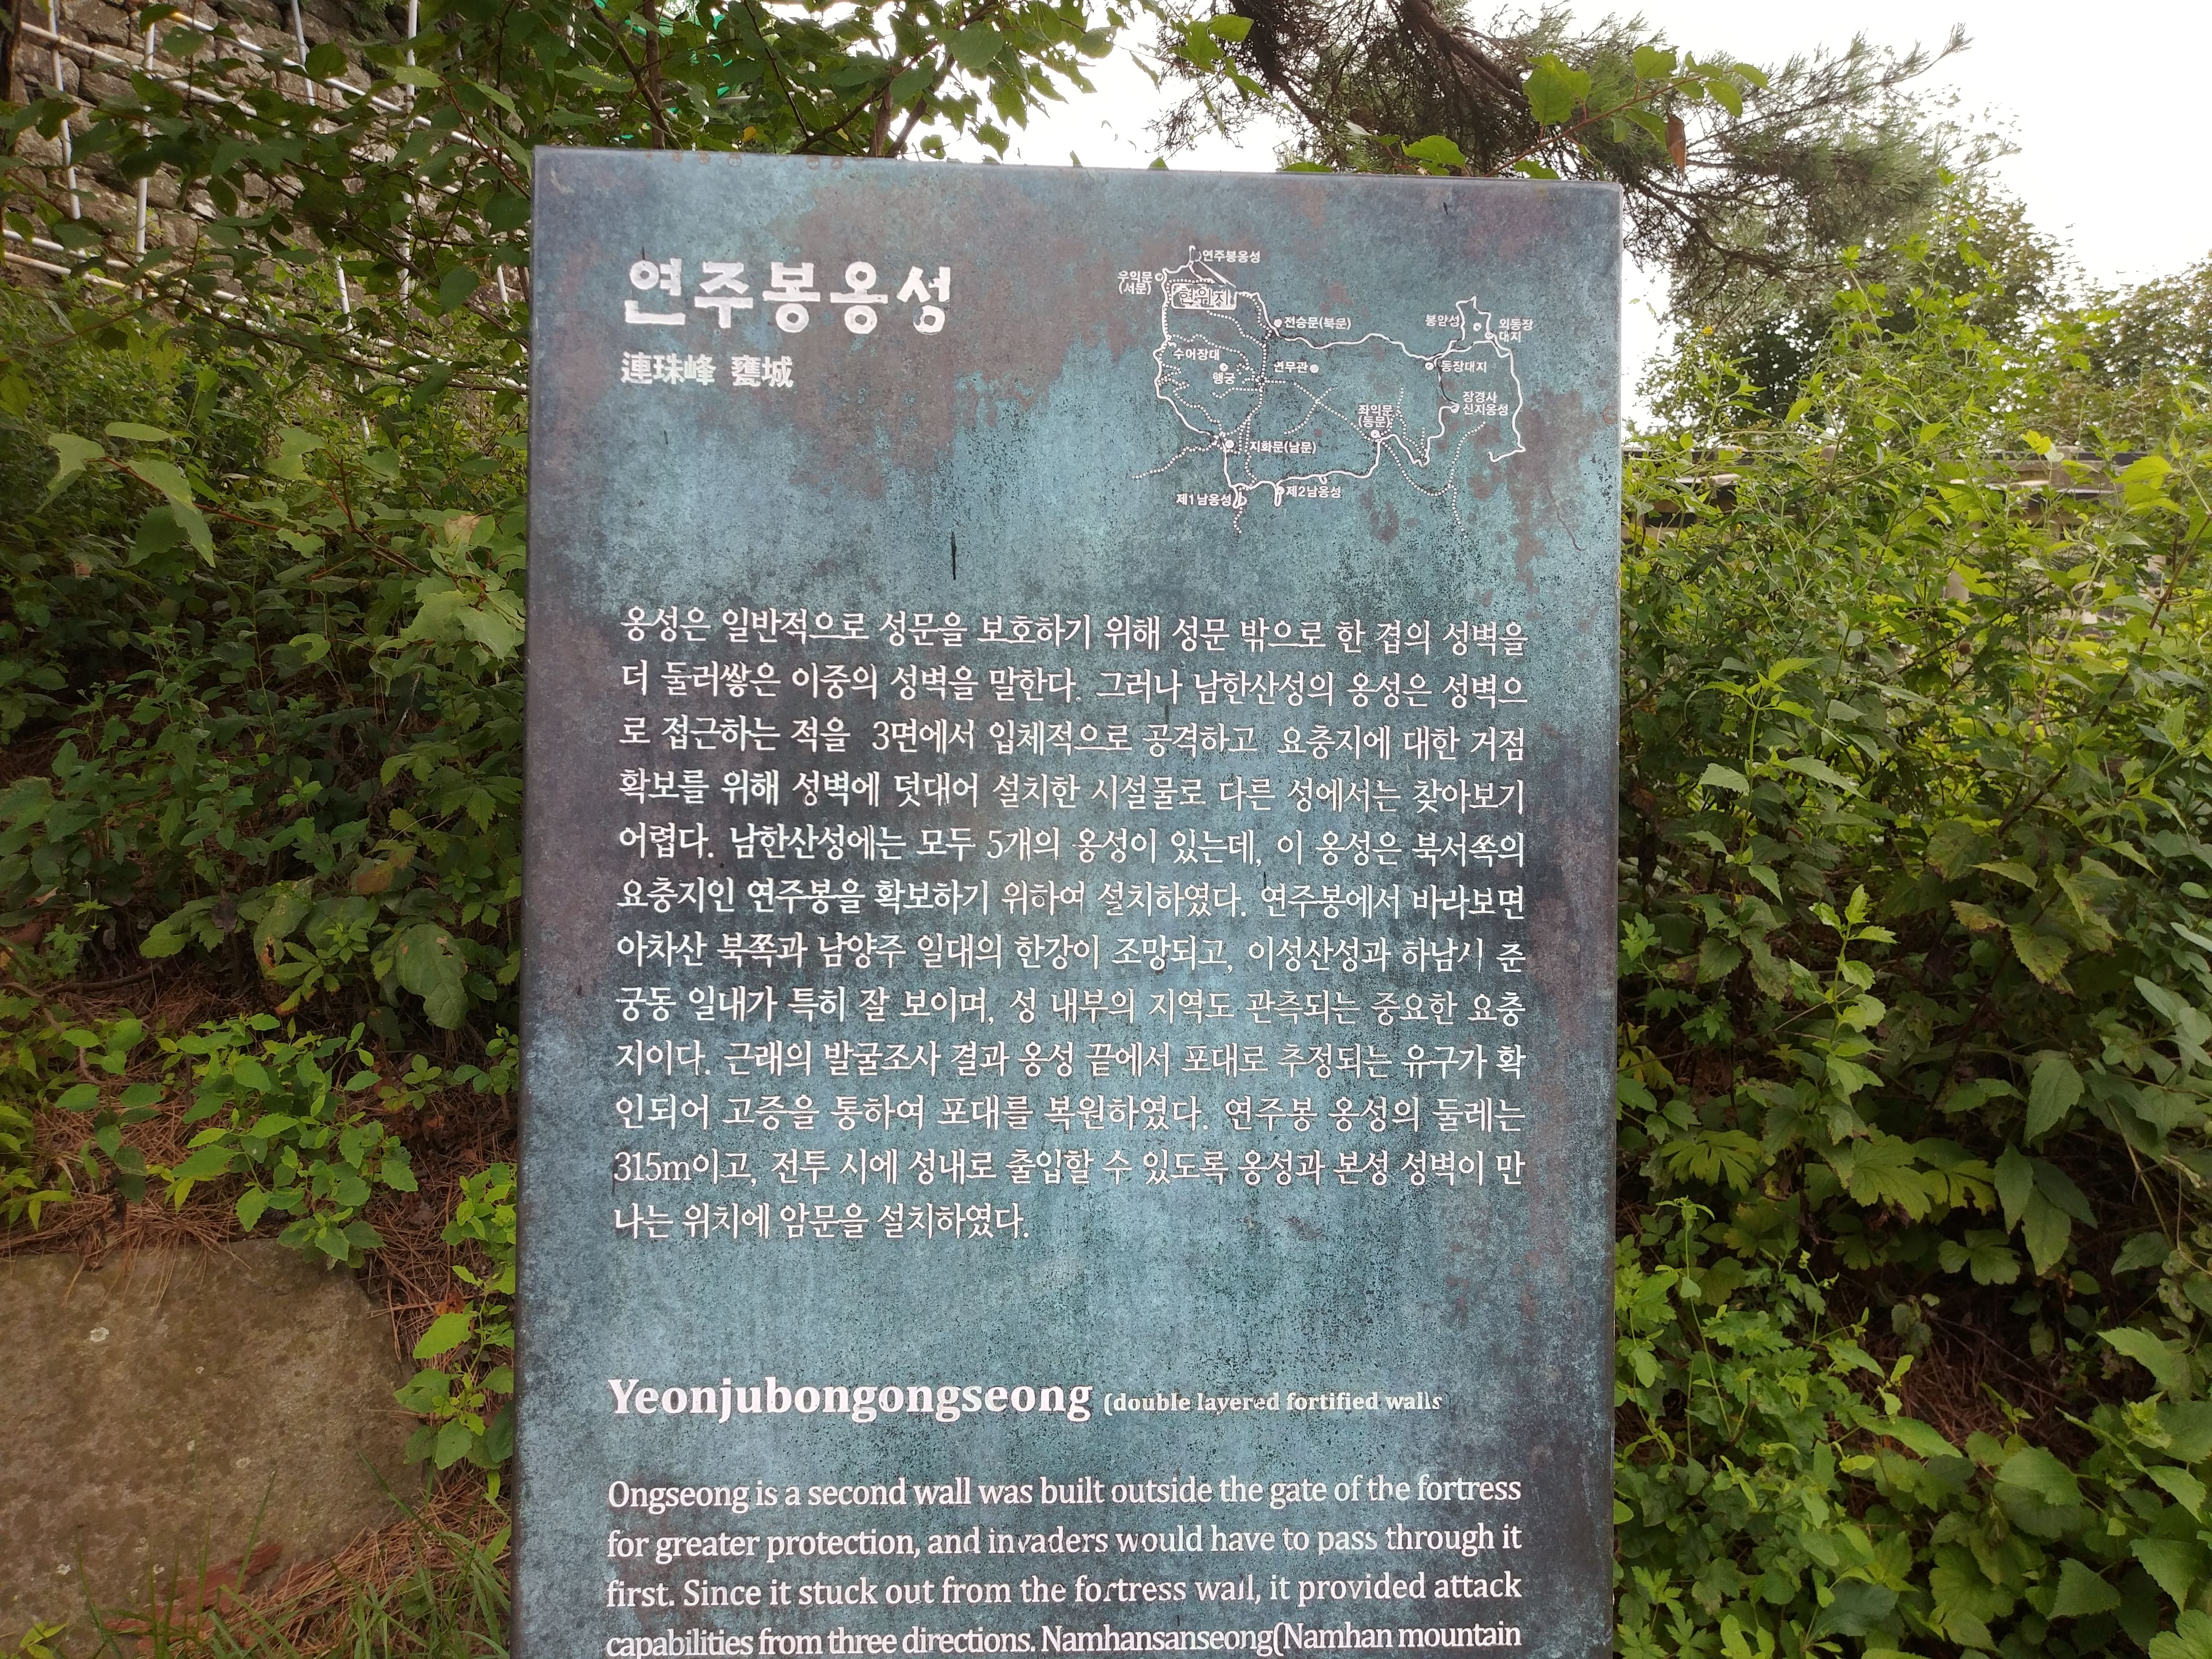 연주봉옹성
連珠峰 甕城
연주봉옹성
우익문
(서문)
현위치
전승문(북문)
봉암성
외동장
대지
수어장대
행궁
연무관
동장대지
장경사
신지옹성
좌익문
(동문)
지화문(남문)
제1남옹성
제2남옹성
옹성은 일반적으로 성문을 보호하기 위해 성문 밖으로 한 겹의 성벽을
더 둘러쌓은 이중의 성벽을 말한다. 그러나 남한산성의 옹성은 성벽으
로 접근하는 적을 3면에서 입체적으로 공격하고 요충지에 대한 거점
확보를 위해 성벽에 덧대어 설치한 시설물로 다른 성에서는 찾아보기
어렵다. 남한산성에는 모두 5개의 옹성이 있는데, 이 옹성은 북서쪽의
요충지인 연주봉을 확보하기 위하여 설치하였다. 연주봉에서 바라보면
아차산 북쪽과 남양주 일대의 한강이 조망되고, 이성산성과 하남시 준
궁동 일내가 특히 잘 보이며, 성 내부의 지역도 관측되는 중요한 요충
지이다. 근래의 발굴조사 결과 옹성 끝에서 포대로 추정되는 유구가 확
인되어 고증을 통하여 포대를 복원하였다. 연주봉 옹성의 둘레는
315m이고, 전투 시에 성내로 출입할 수 있도록 옹성과 본성 성벽이 만
나는 위치에 암문을 설치하였다.
Yeonjubongongseong (double layered fortified walls
Ongseong is a second wall was built outside the gate of the fortress
for greater protection, and invaders would have to pass through it
first. Since it stuck out from the fortress wall, it provided attack
capabilities from three directions. Namhansanseong(Namhan mountain